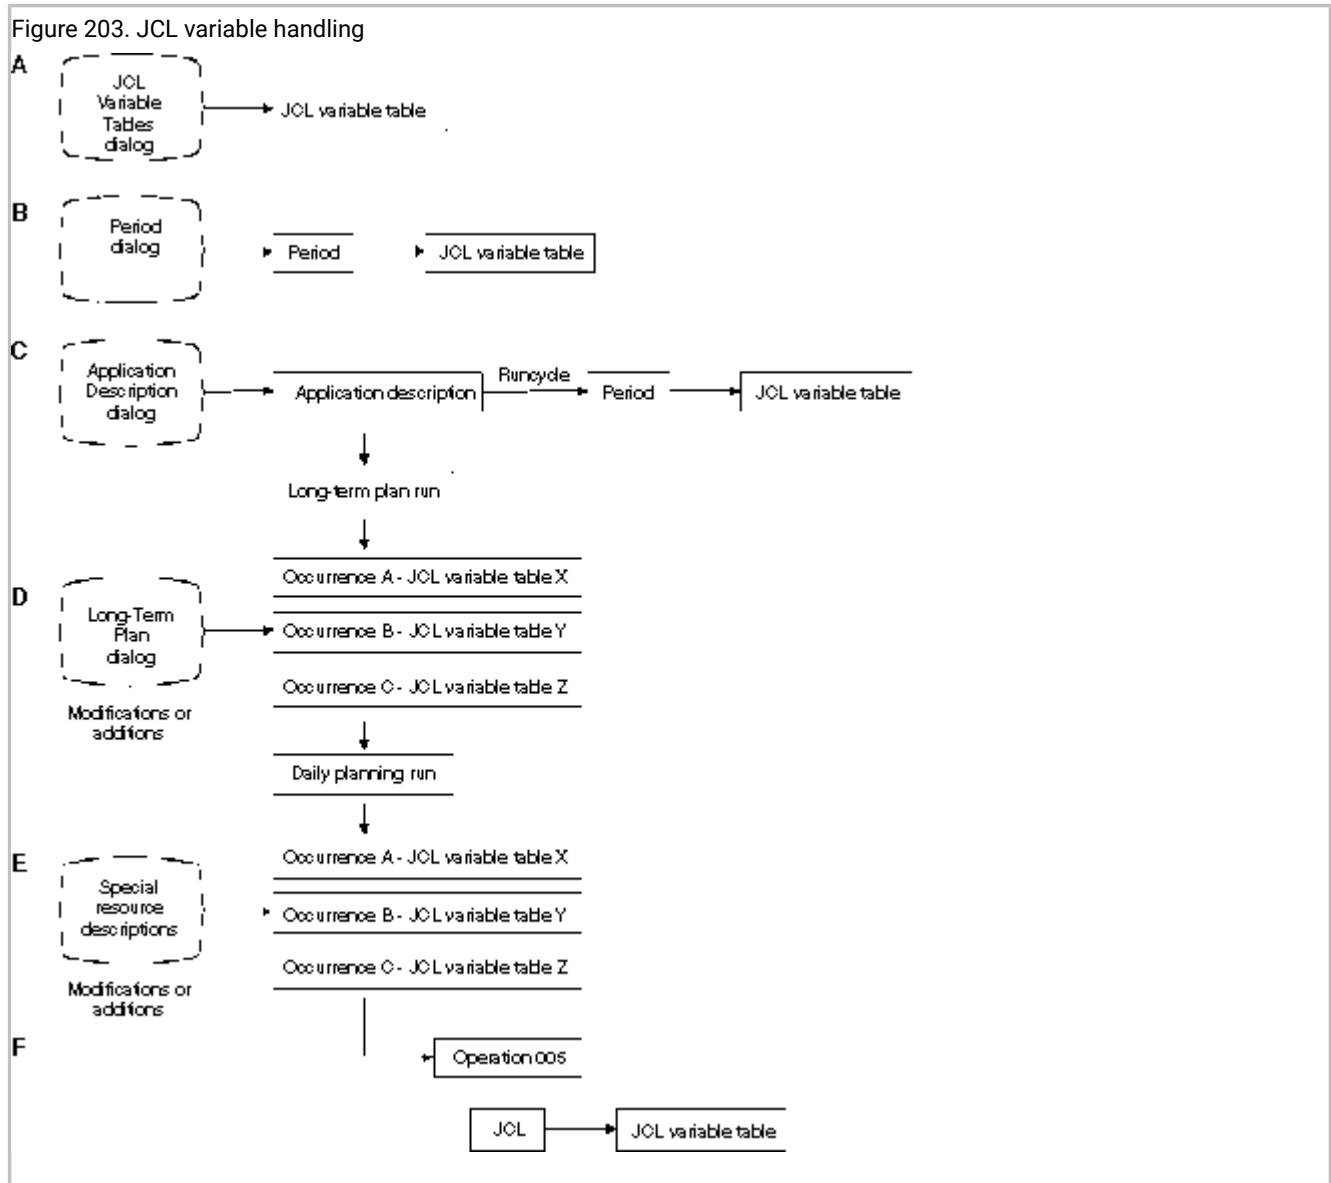 Figure 203. JCL variable handling
A
JCL
Variable
Tables
dialog
JCL variable table
B
Period
dialog
Period
JCL variable table
C
Application
Description
dialog
Application description
Runcycle
Period
JCL variable table
Long-term plan run
Occurrence A - JCL variable table X
D
Long-Term
Plan
dialog
Occurrence B - JCL variable table Y
Occurrence C - JCL variable table Z
Modifications or
additions
Daily planning run
Occurrence A - JCL variable table X
E
Special
resource
descriptions
Occurrence B - JCL variable table Y
Occurrence C - JCL variable table Z
Modifications or
additions
F
Operation 005
JCL
JCL variable table